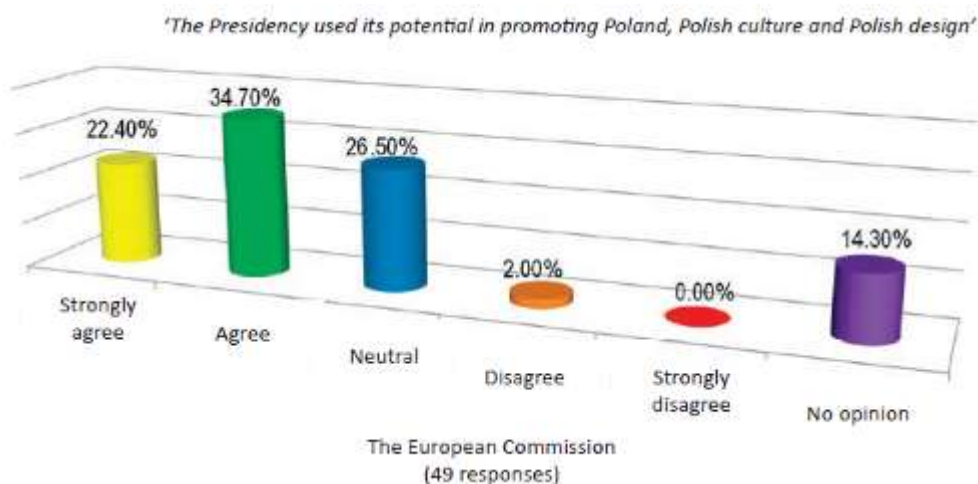 'The Presidency used its potential in promoting Poland, Polish culture and Polish design'
22.40%
34.70%
26.50%
2.00%
0.00%
14.30%
Strongly
agree
Agree
Neutral
Disagree
Strongly
disagree
No opinion
The European Commission
(49 responses)